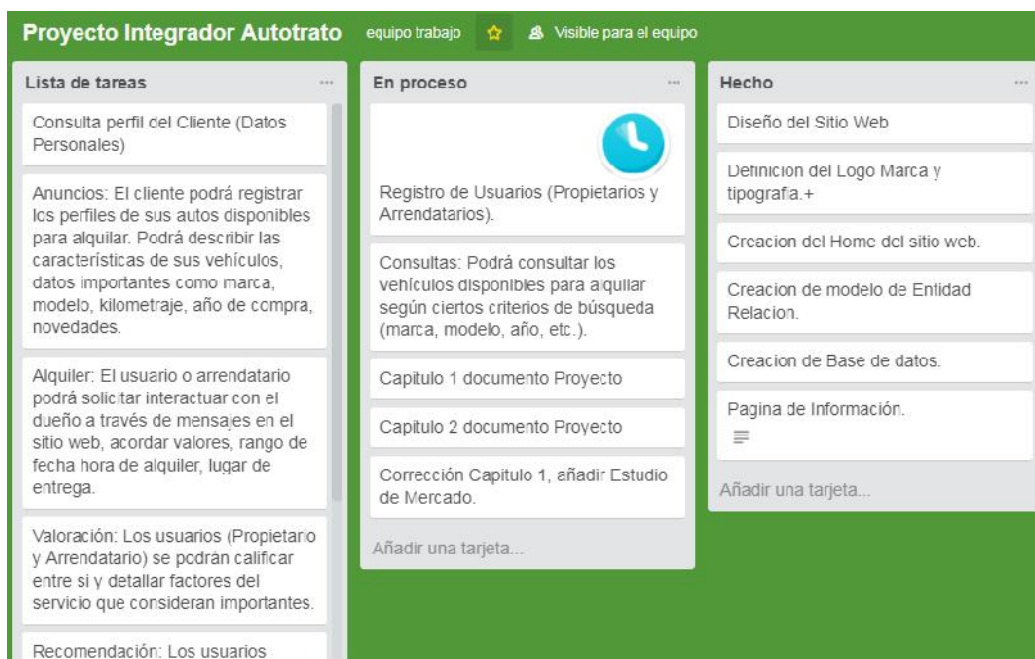 Proyecto Integrador Autotrato
equipo trabajo
Visible para el equipo
Lista de tareas
...
Consulta perfil del Cliente (Datos
Personales)
Anuncios: El cliente podrá registrar
los perfiles de sus autos disponibles
para alquilar. Podrá describir las
características de sus vehículos,
datos importantes como marca,
modelo, kilometraje, año de compra,
novedades.
Alquiler: El usuario o arrendatario
podrá solicitar interactuar con el
dueño a través de mensajes en el
sitio web, acordar valores, rango de
fecha hora de alquiler, lugar de
entrega.
Valoración: Los usuarios (Propietario
y Arrendatario) se podrán calificar
entre si y detallar factores del
servicio que consideran importantes.
Recomendación: Los usuarios
En proceso
...
Registro de Usuarios (Propietarios y
Arrendatarios).
Consultas: Podrá consultar los
vehículos disponibles para alquilar
según ciertos criterios de búsqueda
(marca, modelo, año, etc.).
Capitulo 1 documento Proyecto
Capitulo 2 documento Proyecto
Corrección Capitulo 1, añadir Estudio
de Mercado.
Añadir una tarjeta...
Hecho
...
Diseño del Sitio Web
Definicion del Logo Marca y
tipografia.+
Creacion del Home del sitio web.
Creacion de modelo de Entidad
Relacion.
Creacion de Base de datos.
Pagina de Información.
Añadir una tarjeta...